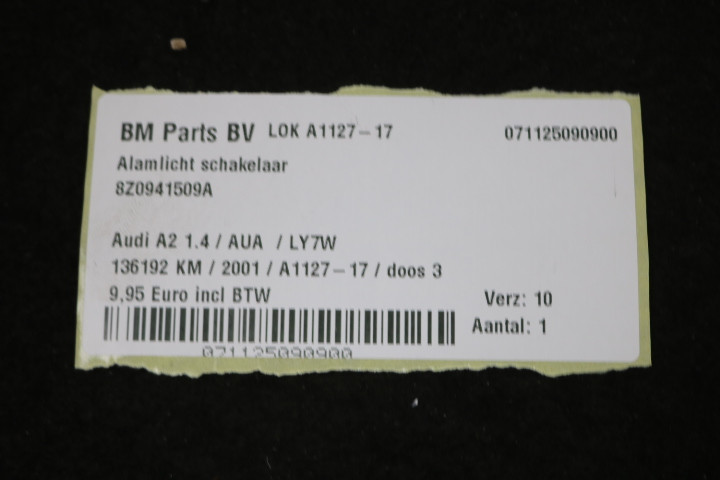 BM Parts BV LOK A1127-17 071125090900
Alamlicht schakelaar
8Z0941509A
Audi A2 1.4 / AUA / LY7W
136192 KM / 2001 / A1127-17 / doos 3
9,95 Euro incl BTW Verz: 10
Aantal: 1
071125090900